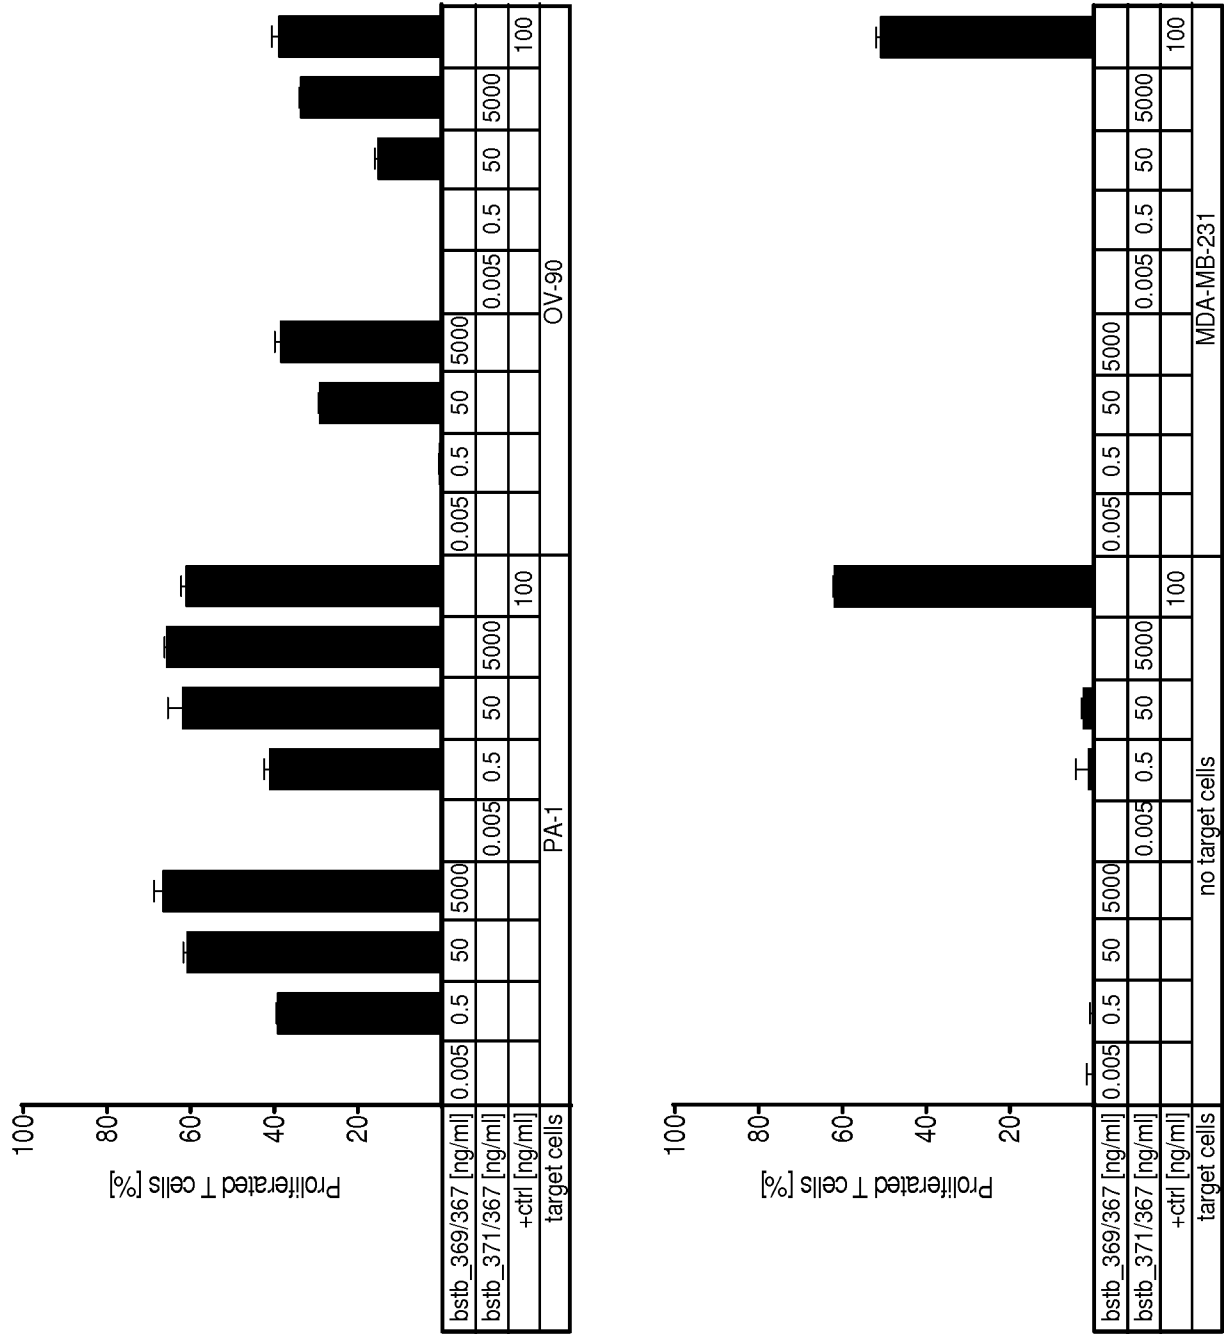 100
80
60
40
20
Proliferated T cells [%]
bstb_369/367 [ng/ml] 0.005 0.5 50 5000 0.005 0.5 50 5000
bstb_371/367 [ng/ml] 0.005 0.5 50 5000 0.005 0.5 50 5000
+ctrl [ng/ml] 100 100
target cells PA-1 OV-90
100
80
60
40
20
Proliferated T cells [%]
bstb_369/367 [ng/ml] 0.005 0.5 50 5000 0.005 0.5 50 5000
bstb_371/367 [ng/ml] 0.005 0.5 50 5000 0.005 0.5 50 5000
+ctrl [ng/ml] 100 100
target cells no target cells MDA-MB-231